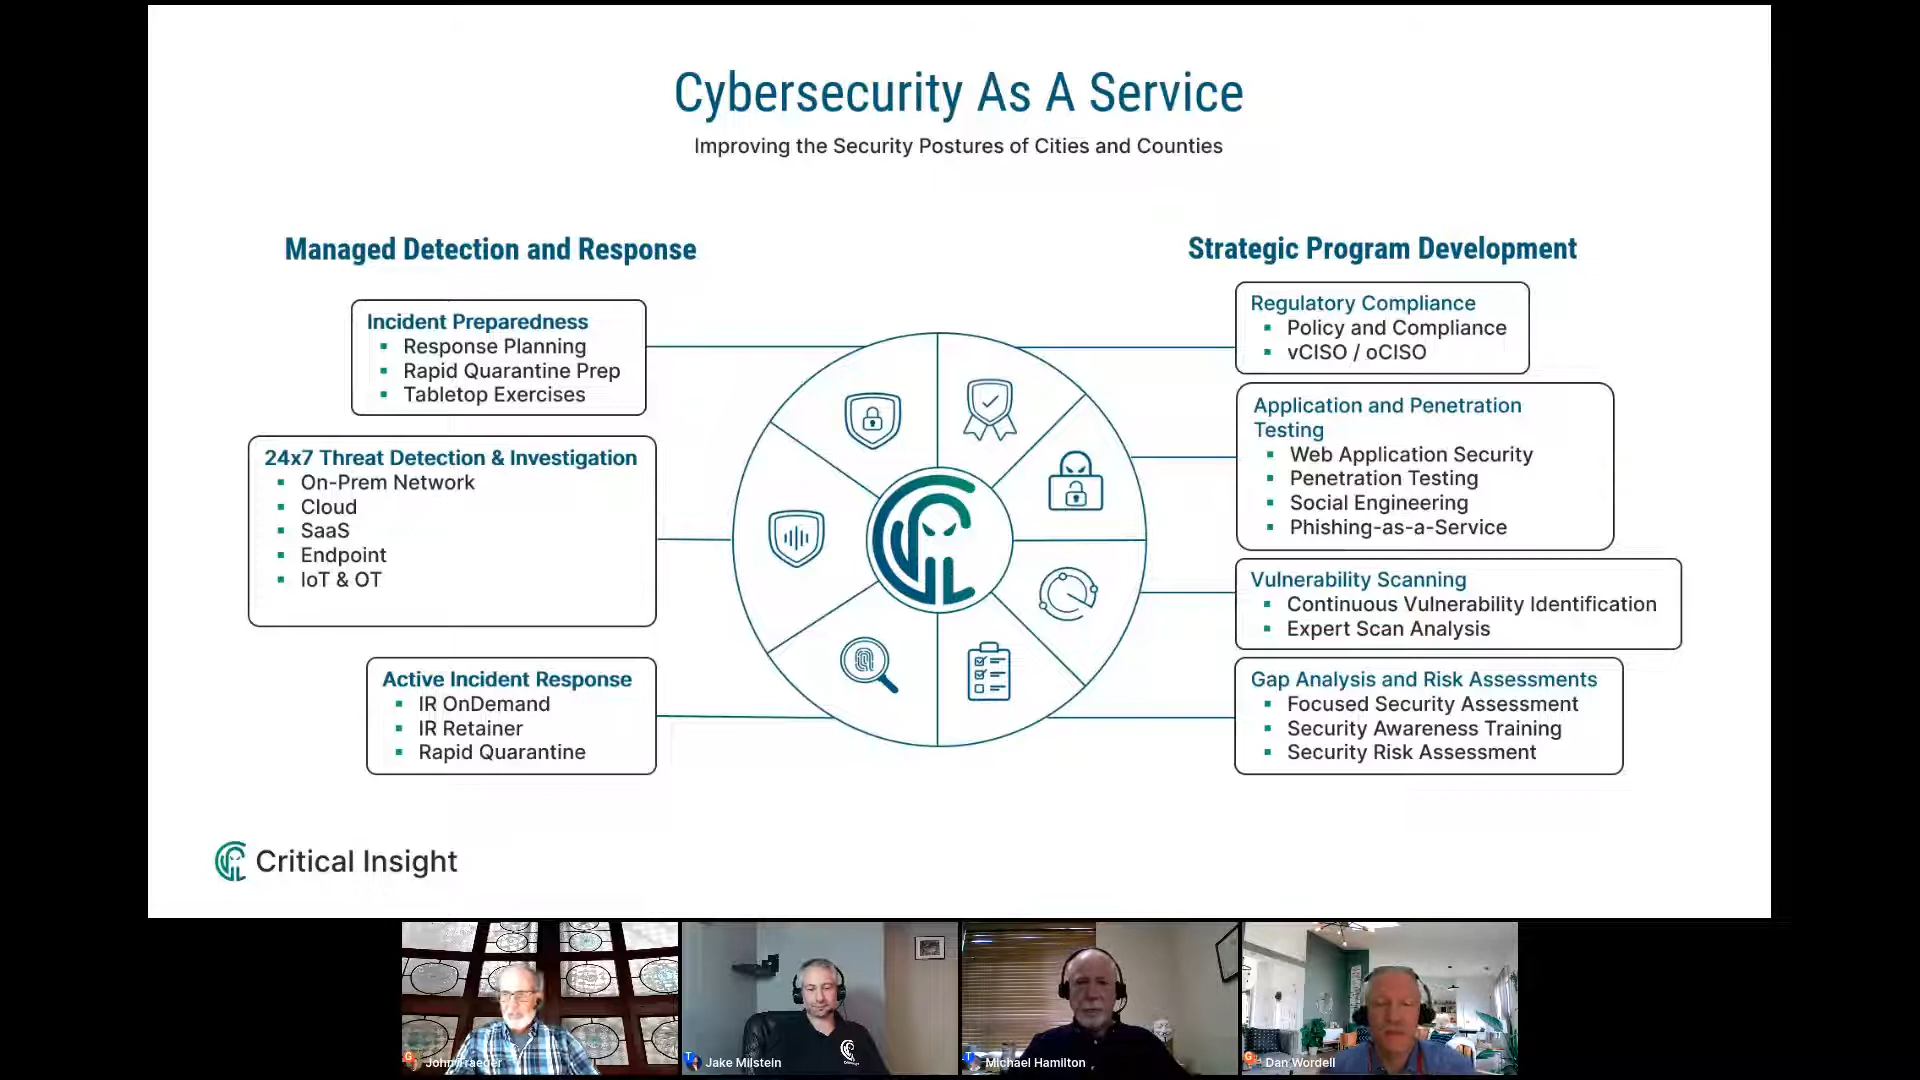 Cybersecurity As A Service
Improving the Security Postures of Cities and Counties
Managed Detection and Response
Incident Preparedness
▪ Response Planning
▪ Rapid Quarantine Prep
▪ Tabletop Exercises
24x7 Threat Detection & Investigation
▪ On-Prem Network
▪ Cloud
▪ SaaS
▪ Endpoint
▪ IoT & OT
Active Incident Response
▪ IR OnDemand
▪ IR Retainer
▪ Rapid Quarantine
Strategic Program Development
Regulatory Compliance
▪ Policy and Compliance
▪ vCISO / oCISO
Application and Penetration
Testing
▪ Web Application Security
▪ Penetration Testing
▪ Social Engineering
▪ Phishing-as-a-Service
Vulnerability Scanning
▪ Continuous Vulnerability Identification
▪ Expert Scan Analysis
Gap Analysis and Risk Assessments
▪ Focused Security Assessment
▪ Security Awareness Training
▪ Security Risk Assessment
Critical Insight
John Traeger
Jake Milstein
Michael Hamilton
Dan Wordell